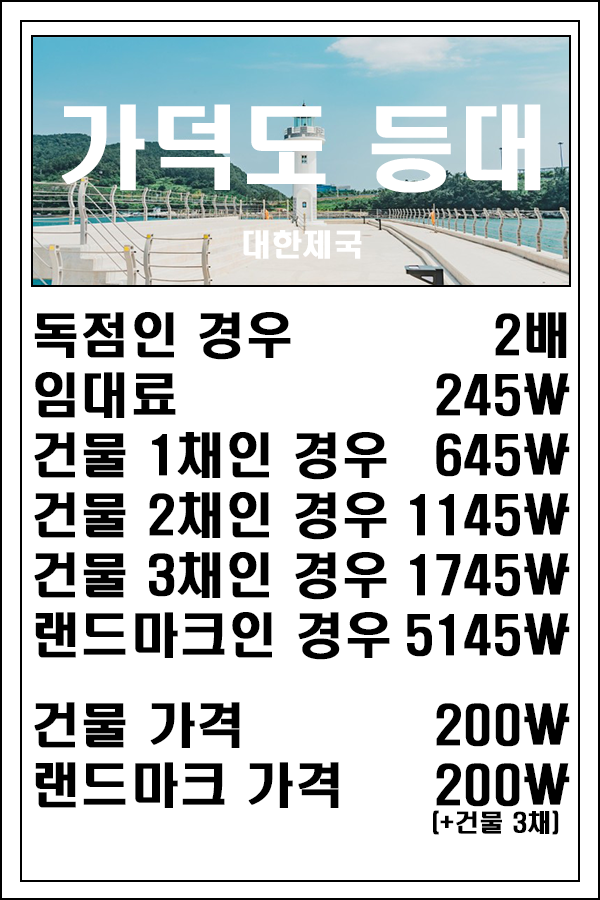 가덕도 등대
대한제국
독점인 경우 2배
임대료 245₩
건물 1채인 경우 645₩
건물 2채인 경우 1145₩
건물 3채인 경우 1745₩
랜드마크인 경우 5145₩
건물 가격 200₩
랜드마크 가격 200₩
(+건물 3채)